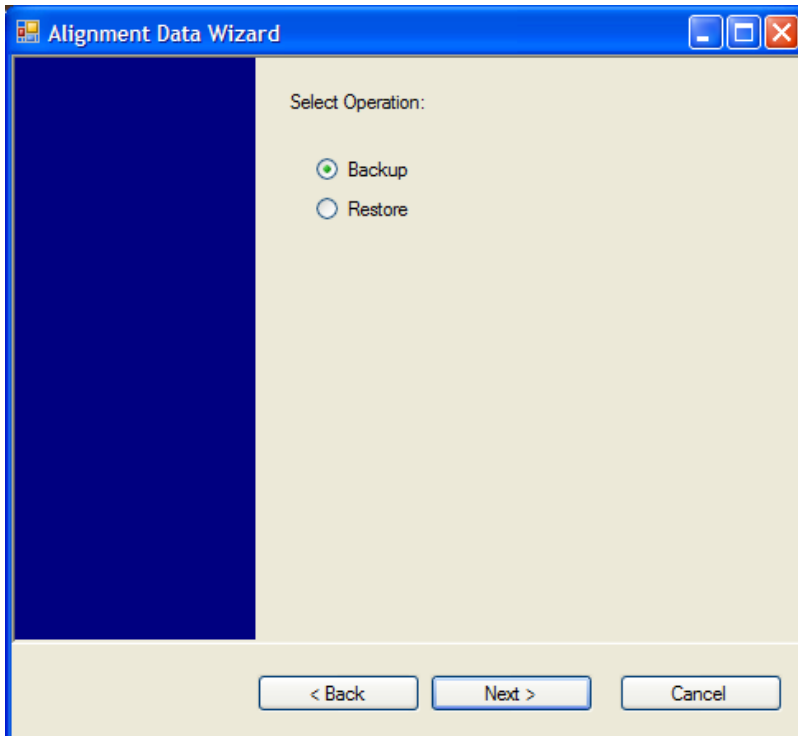 Alignment Data Wizard
Select Operation:
Backup
Restore
< Back Next > Cancel